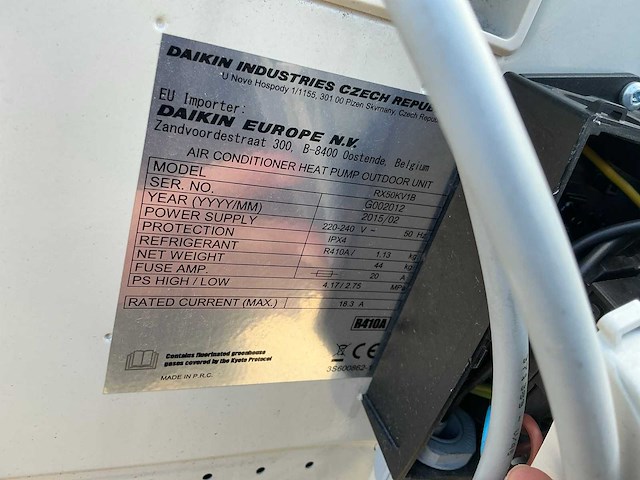 DAIKIN INDUSTRIES CZECH REPU
U Nove Hospody 1/1155, 301 00 Plzen Skvrnany, Czech Repu
EU Importer:
DAIKIN EUROPE N.V.
Zandvoordestraat 300, B-8400 Oostende, Belgium
AIR CONDITIONER HEAT PUMP OUTDOOR UNIT
MODEL RX50KV1B
SER. NO. G002012
YEAR (YYYY/MM) 2015/02
POWER SUPPLY 220-240 V ~ 50 Hz
PROTECTION IPX4
REFRIGERANT R410A / 1.13 kg
NET WEIGHT 44 kg
FUSE AMP. 20 A
PS HIGH / LOW 4.17 / 2.75 MPa
RATED CURRENT (MAX.) 18.3 A
R410A
Contains fluorinated greenhouse
gases covered by the Kyoto Protocol
CE
MADE IN P.R.C.
3S600862-